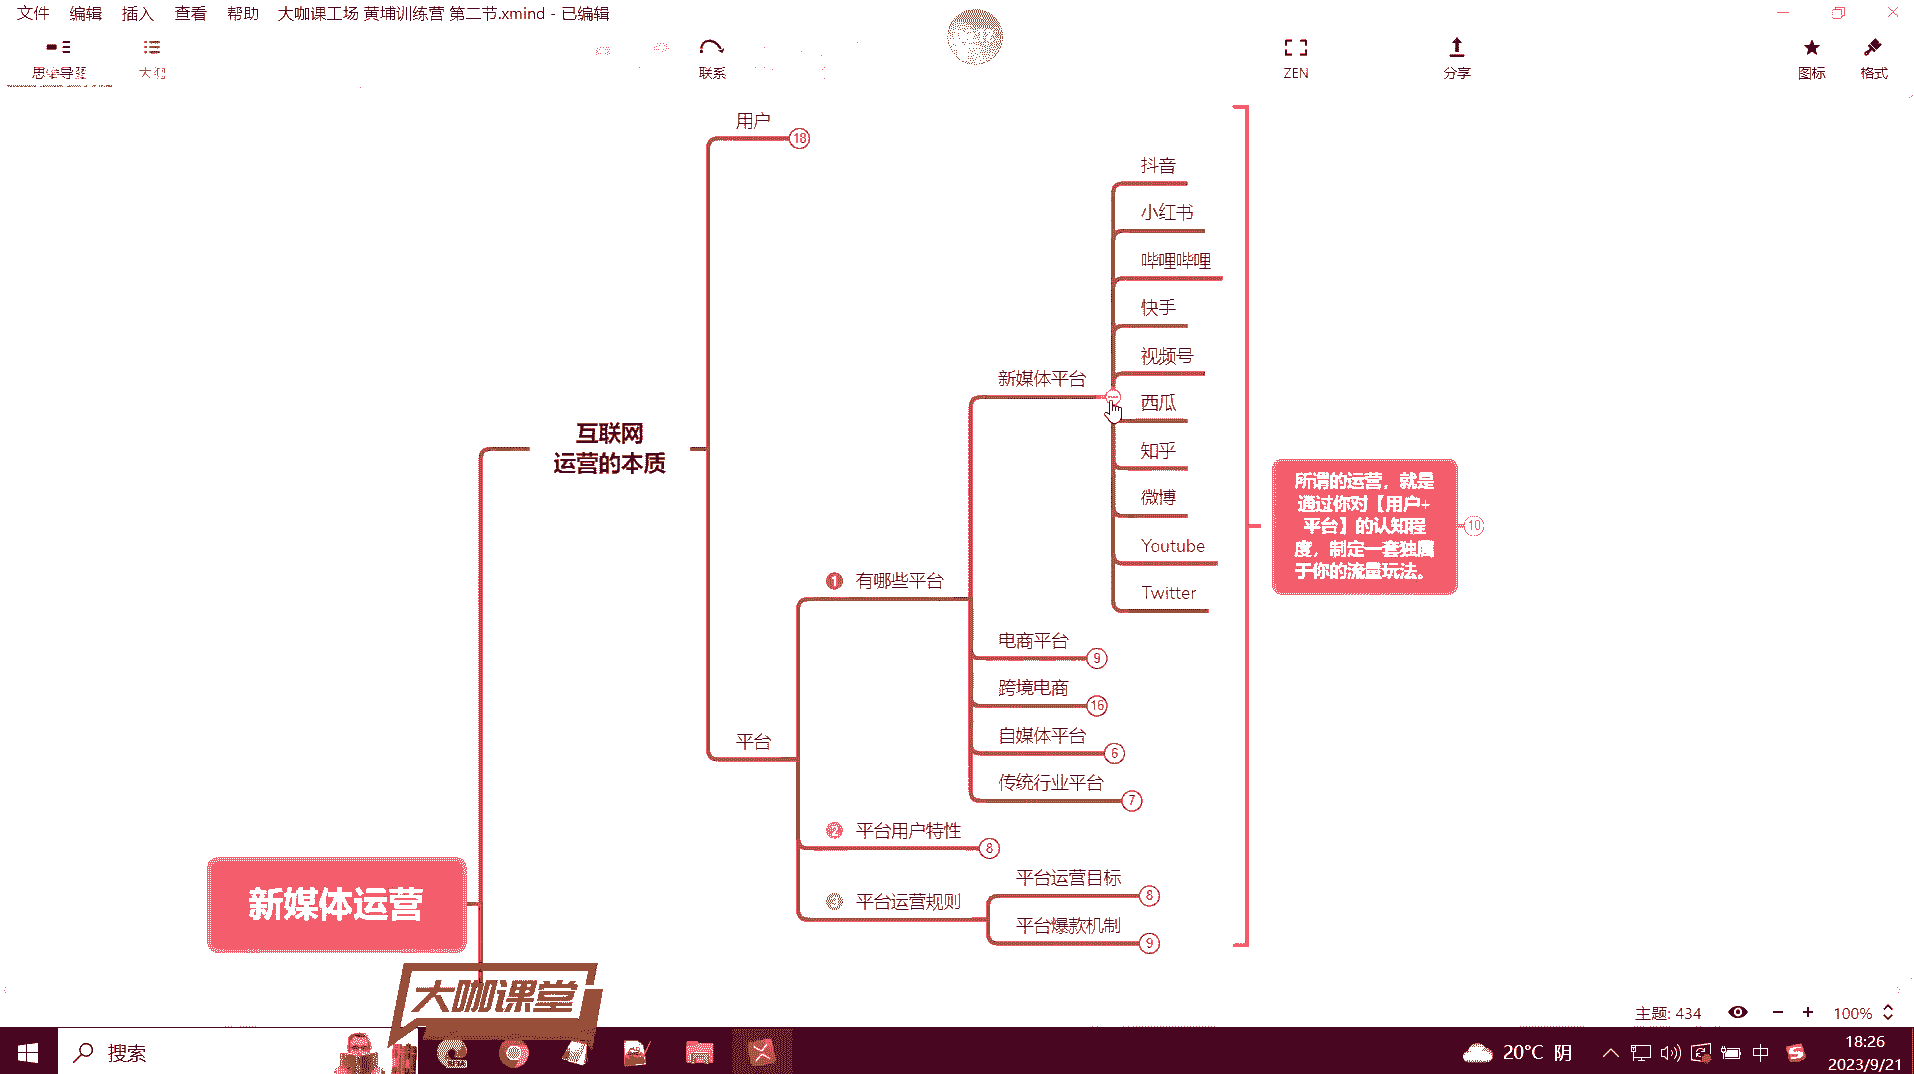 文件 编辑 插入 查看 帮助 大咖课工场 黄埔训练营 第二节.xmind - 已编辑
思维导图 大纲 联系 ZEN 分享 图标 格式
用户
18
抖音
小红书
哔哩哔哩
快手
视频号
新媒体平台
西瓜
知乎
微博
Youtube
Twitter
互联网
运营的本质
所谓的运营，就是
通过你对【用户+
平台】的认知程
度，制定一套独属
于你的流量玩法。
10
1 有哪些平台
电商平台
9
跨境电商
16
自媒体平台
6
传统行业平台
7
平台
2 平台用户特性
8
3 平台运营规则
平台运营目标
8
平台爆款机制
9
新媒体运营
大咖课堂
主题: 434 100%
搜索
20°C 阴
中
18:26
2023/9/21